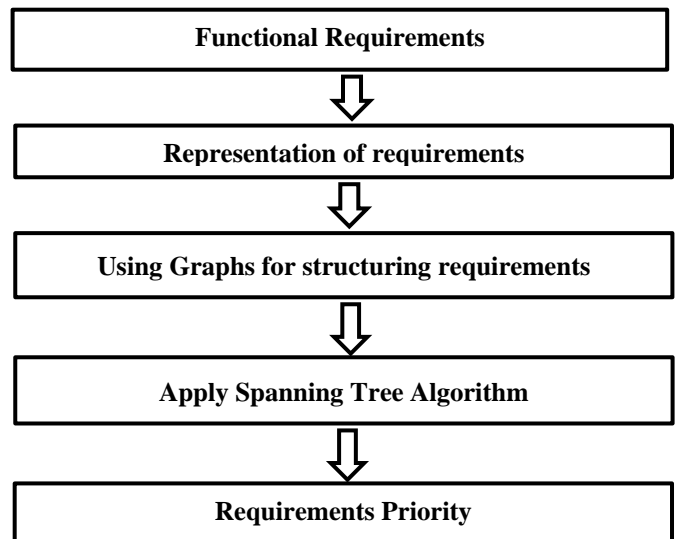 Functional Requirements
Representation of requirements
Using Graphs for structuring requirements
Apply Spanning Tree Algorithm
Requirements Priority